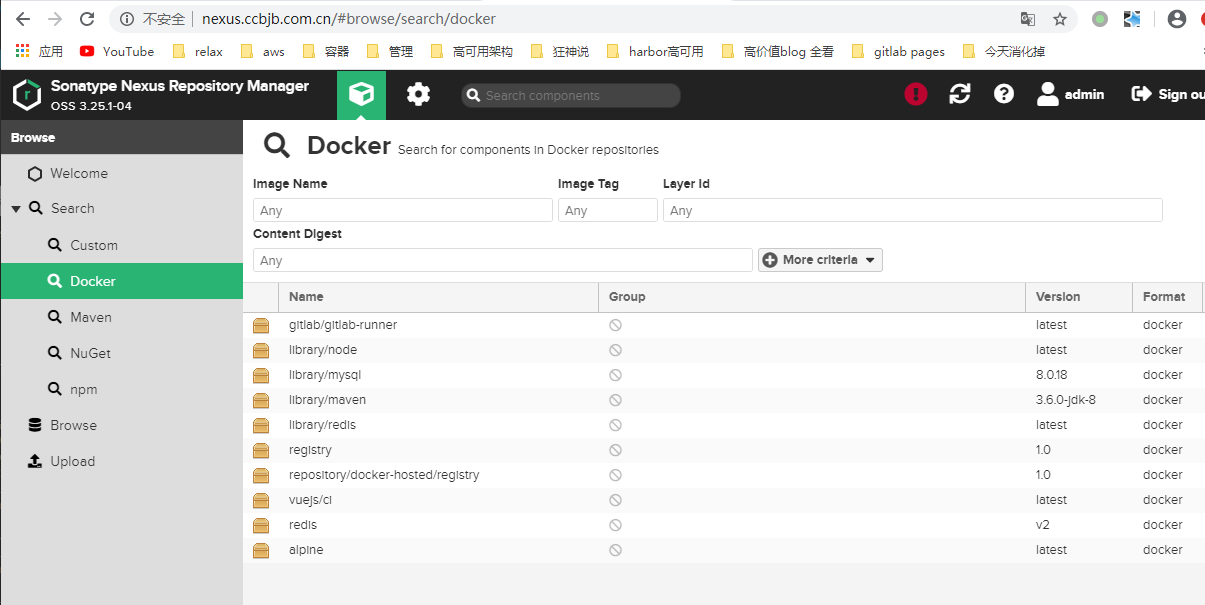 不安全 nexus.ccbjb.com.cn/#browse/search/docker
应用 YouTube relax aws 容器 管理 高可用架构 狂神说 harbor高可用 高价值blog 全看 gitlab pages 今天消化掉
Sonatype Nexus Repository Manager
OSS 3.25.1-04
Search components
admin
Sign ou
Browse
Welcome
Search
Custom
Docker
Maven
NuGet
npm
Browse
Upload
Docker Search for components in Docker repositories
Image Name Image Tag Layer Id
Any Any Any
Content Digest
Any More criteria
Name Group Version Format
gitlab/gitlab-runner latest docker
library/node latest docker
library/mysql 8.0.18 docker
library/maven 3.6.0-jdk-8 docker
library/redis latest docker
registry 1.0 docker
repository/docker-hosted/registry 1.0 docker
vuejs/ci latest docker
redis v2 docker
alpine latest docker